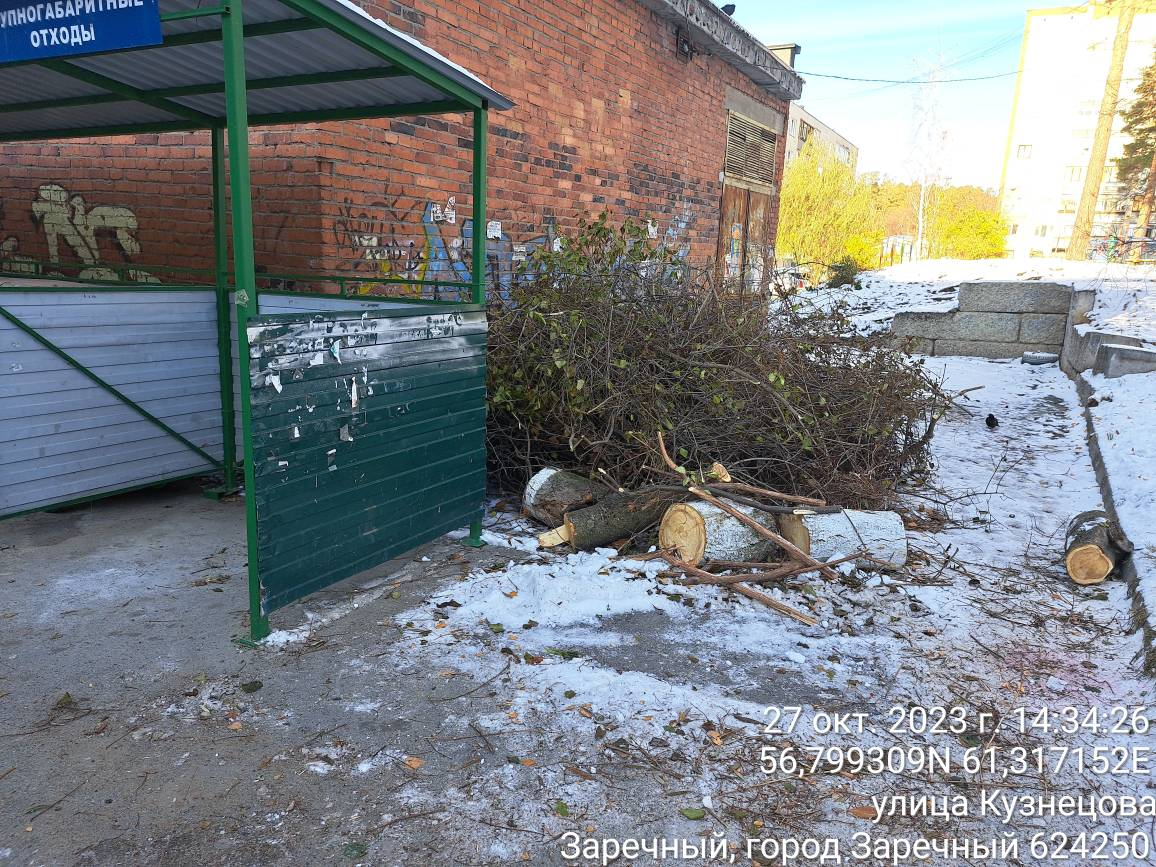 УПНОГАБАРИТНЫЕ
ОТХОДЫ
27 окт. 2023 г. 14:34:26
56,799309N 61,317152E
улица Кузнецова
Заречный, город Заречный 624250